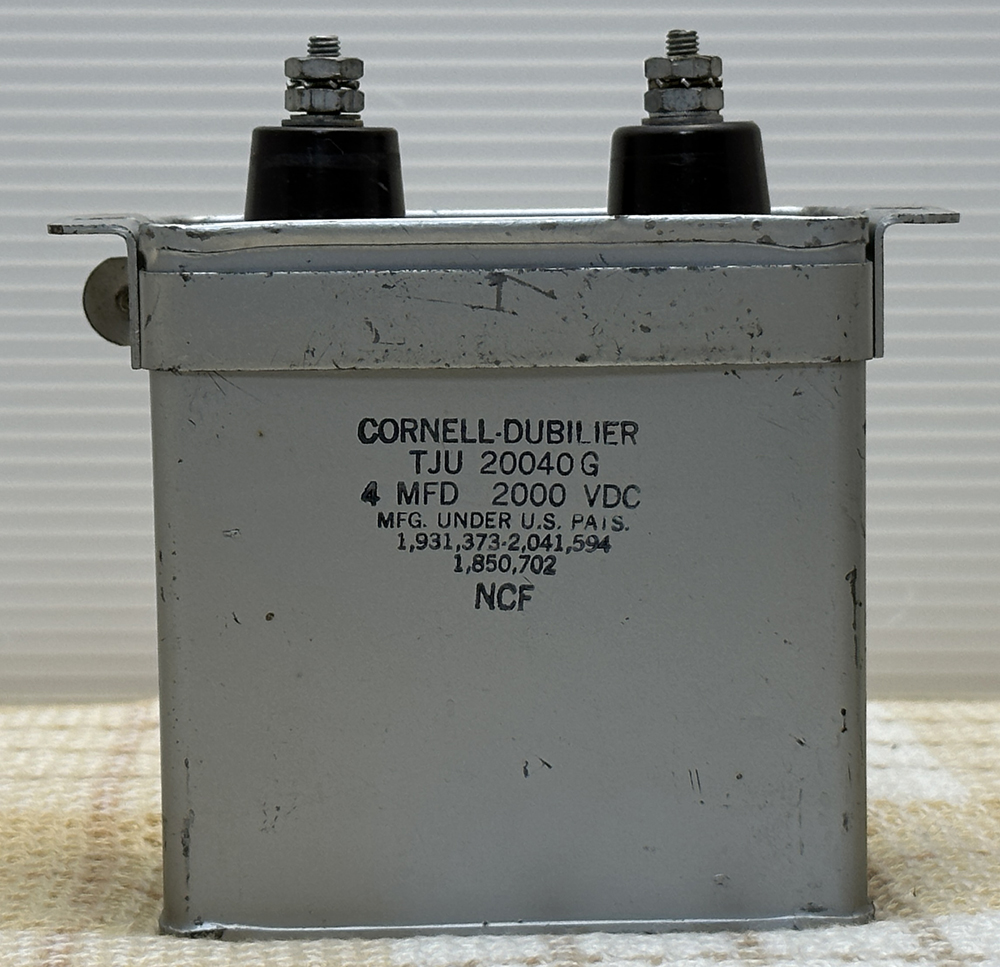 CORNELL-DUBILIER
TJU 20040G
4 MFD 2000 VDC
MFG. UNDER U.S. PATS.
1,931,373-2,041,594
1,850,702
NCF